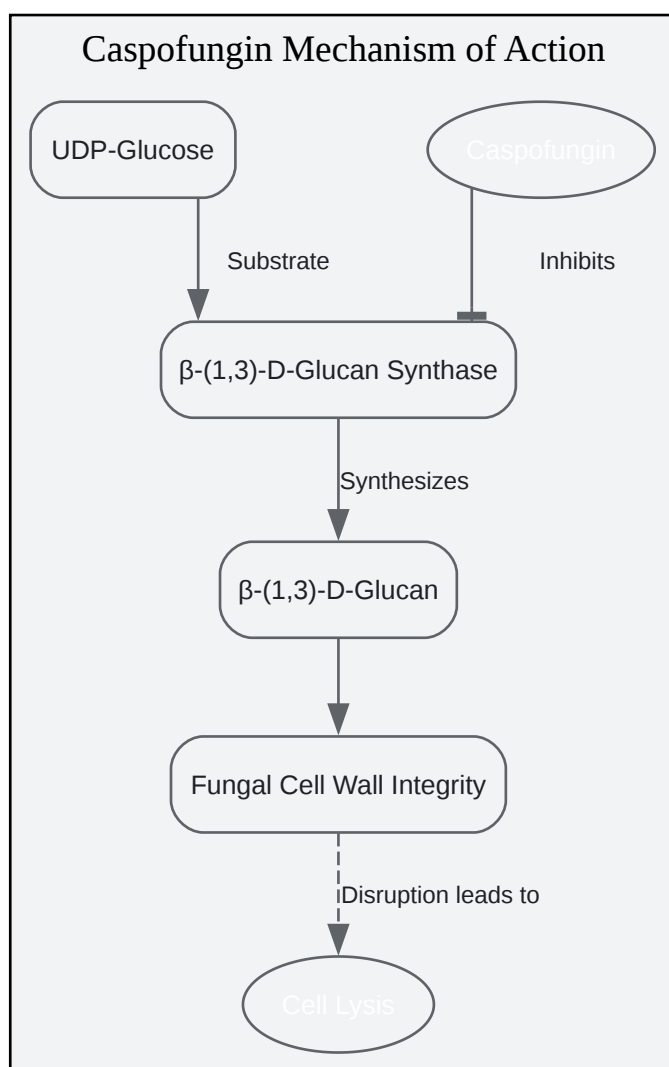 Caspofungin Mechanism of Action
UDP-Glucose
Caspofungin
Substrate
Inhibits
β-(1,3)-D-Glucan Synthase
Synthesizes
β-(1,3)-D-Glucan
Fungal Cell Wall Integrity
Disruption leads to
Cell Lysis